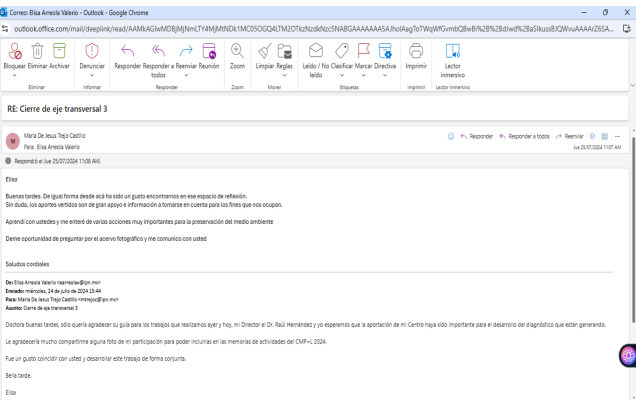 Correo: Elisa Arreola Valerio - Outlook - Google Chrome
Bloquear Eliminar Archivar Denunciar Responder Responder a todos Reenviar Reunión Zoom Limpiar Reglas Leído / No leído Clasificar Marcar Directiva Imprimir Lector inmersivo
Eliminar Informar Responder Zoom Mover Etiquetas Imprimir Lector inmersivo
RE: Cierre de eje transversal 3
M
Maria De Jesus Trejo Castillo
Para: Elisa Arreola Valerio
Responder Responder a todos Reenviar
Jue 25/07/2024 11:07 AM
Respondió el Jue 25/07/2024 11:08 AM.
Elisa
Buenas tardes. De igual forma desde acá ha sido un gusto encontrarnos en ese espacio de reflexión.
Sin duda, los aportes vertidos son de gran apoyo e información a tomarse en cuenta para los fines que nos ocupan.
Aprendí con ustedes y me enteré de varias acciones muy importantes para la preservación del medio ambiente
Deme oportunidad de preguntar por el acervo fotográfico y me comunico con usted
Saludos cordiales
De: Elisa Arreola Valerio <earreolav@ipn.mx>
Enviado: miércoles, 24 de julio de 2024 15:44
Para: Maria De Jesus Trejo Castillo <mtrejoc@ipn.mx>
Asunto: Cierre de eje transversal 3
Doctora buenas tardes, sólo quería agradecer su guía para los trabajos que realizamos ayer y hoy, mi Director el Dr. Raúl Hernández y yo esperamos que la aportación de mi Centro haya sido importante para el desarrollo del diagnóstico que están generando.
Le agradecería mucho compartirme alguna foto de mi participación para poder incluirlas en las memorias de actividades del CMP+L 2024.
Fue un gusto coincidir con usted y desarrollar este trabajo de forma conjunta.
Bella tarde.
Elisa